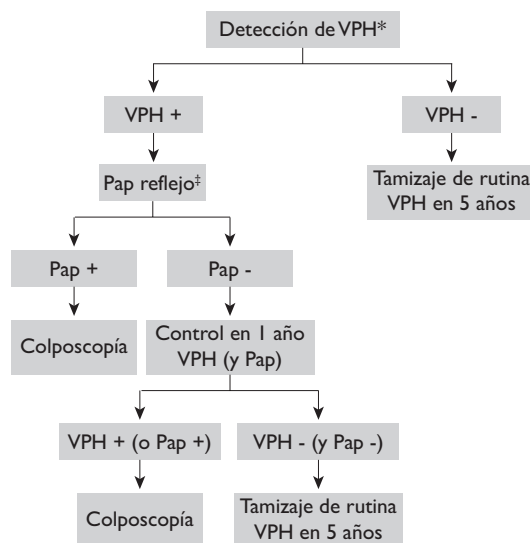 Detección de VPH*
VPH +
VPH -
Pap reflejo‡
Tamizaje de rutina
VPH en 5 años
Pap +
Pap -
Colposcopía
Control en 1 año
VPH (y Pap)
VPH + (o Pap +)
VPH - (y Pap -)
Colposcopía
Tamizaje de rutina
VPH en 5 años